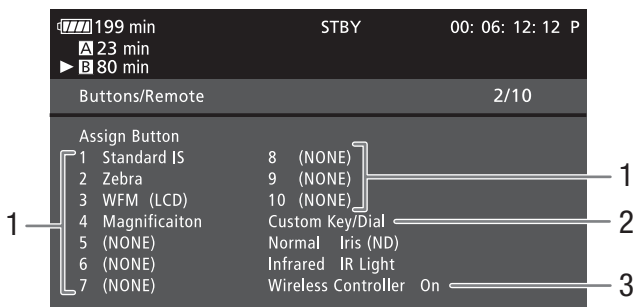 199 min STBY 00: 06: 12: 12 P
A 23 min
B 80 min
Buttons/Remote 2/10
Assign Button
1 Standard IS 8 (NONE)
2 Zebra 9 (NONE)
3 WFM (LCD) 10 (NONE)
4 Magnificaiton Custom Key/Dial
5 (NONE) Normal Iris (ND)
6 (NONE) Infrared IR Light
7 (NONE) Wireless Controller On
1
1
2
3